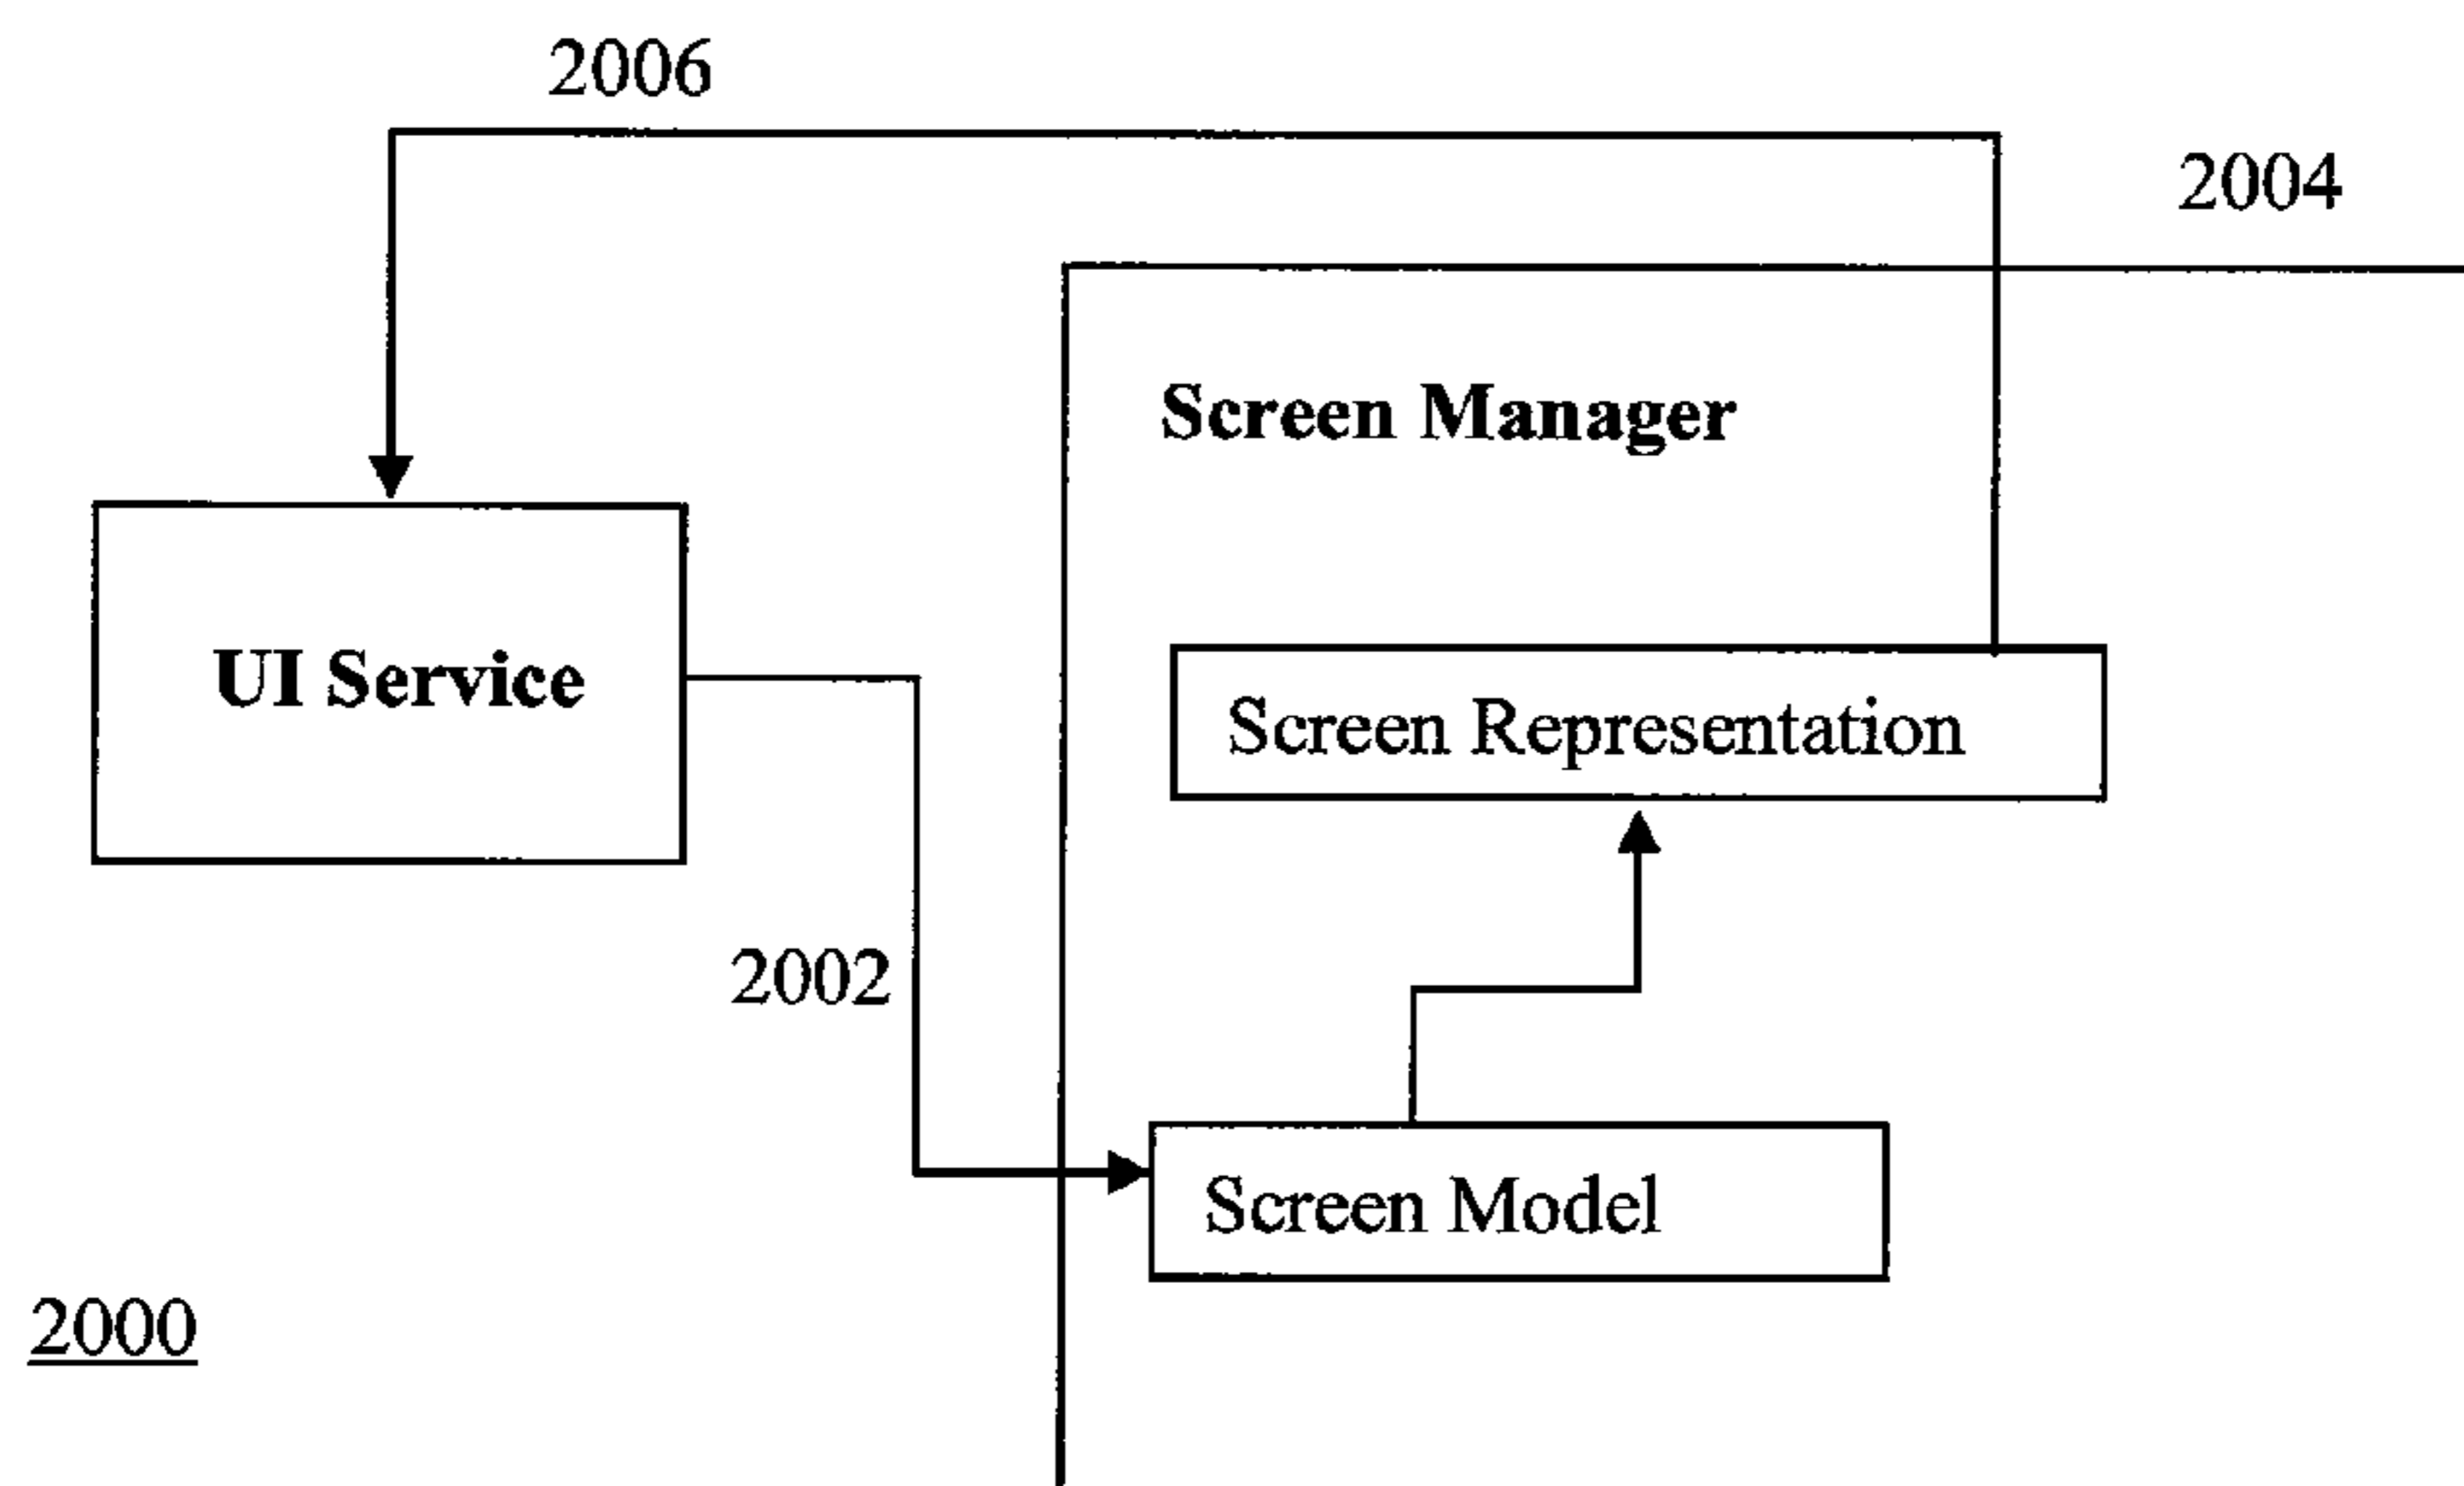 2006
2004
Screen Manager
UI Service
Screen Representation
2002
Screen Model
2000